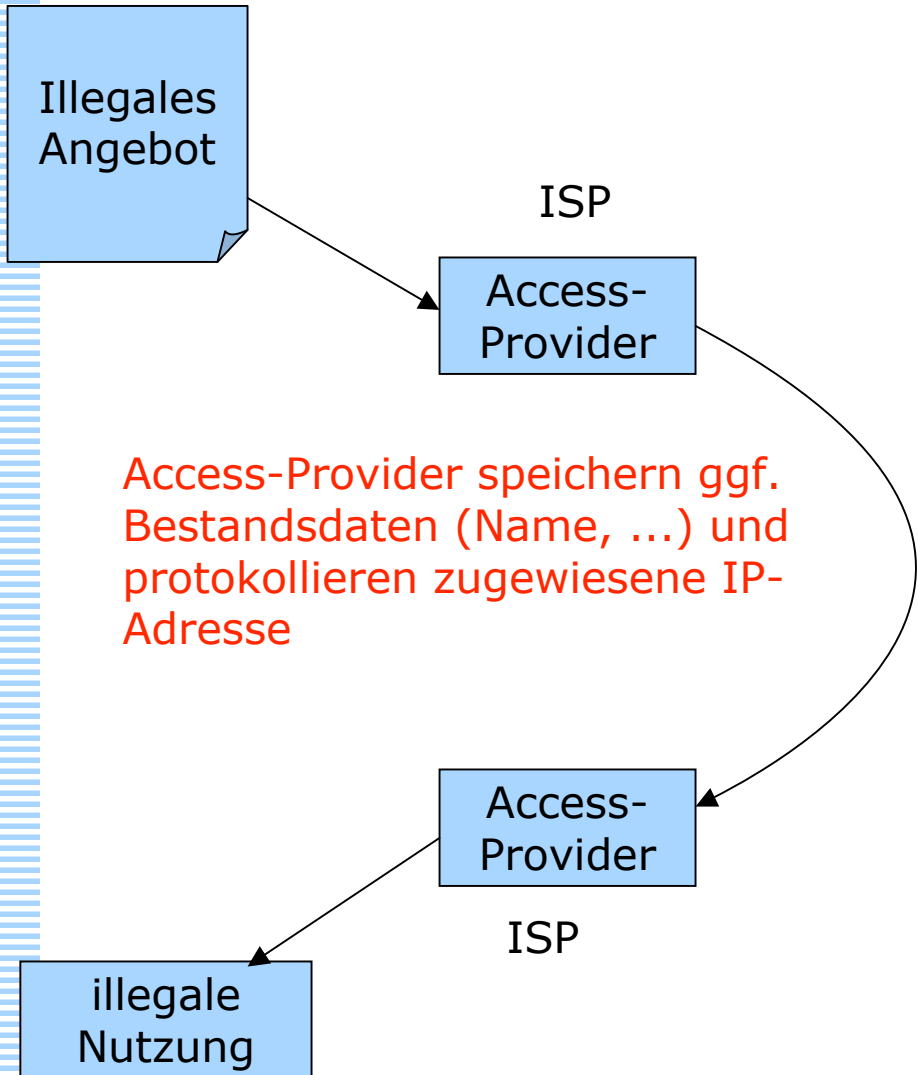 Illegales
Angebot
ISP
Access-
Provider
Access-Provider speichern ggf.
Bestandsdaten (Name, ...) und
protokollieren zugewiesene IP-
Adresse
Access-
Provider
ISP
illegale
Nutzung